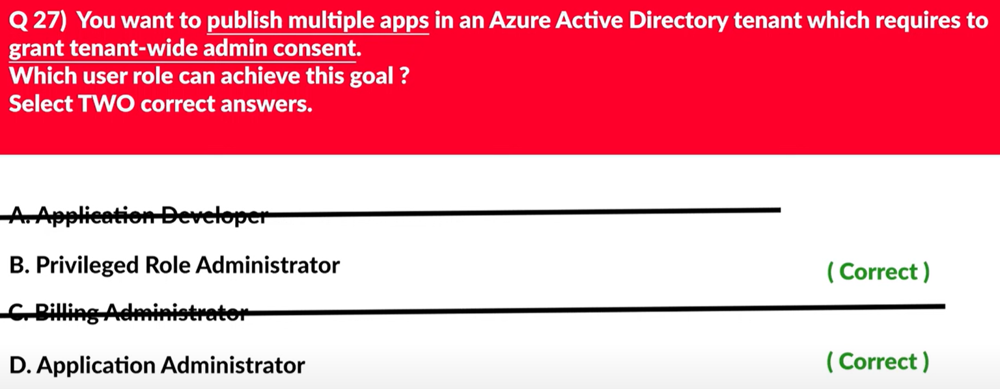 Q 27) You want to publish multiple apps in an Azure Active Directory tenant which requires to
grant tenant-wide admin consent.
Which user role can achieve this goal ?
Select TWO correct answers.
A. Application Developer
B. Privileged Role Administrator
( Correct )
C. Billing Administrator
D. Application Administrator
( Correct )